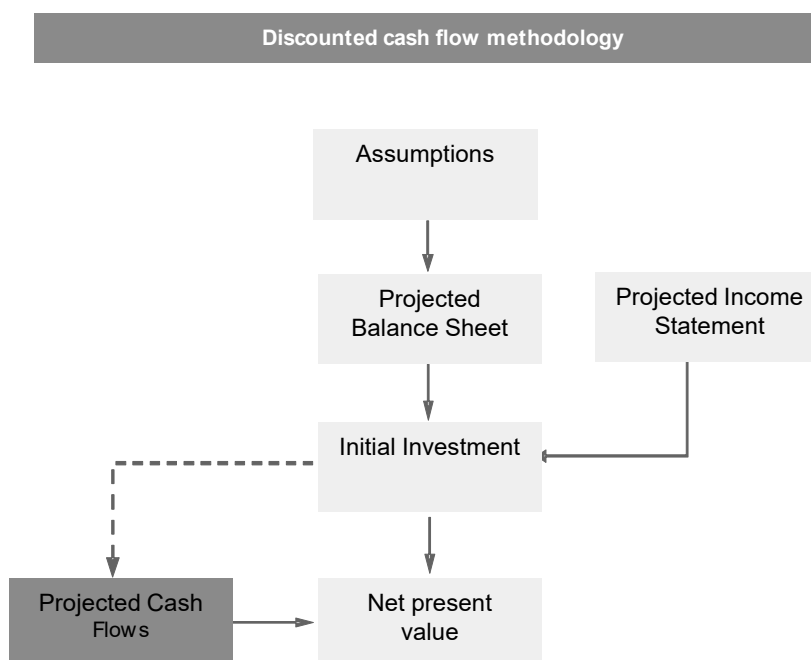 Discounted cash flow methodology
Assumptions
Projected
Balance Sheet
Projected Income
Statement
Initial Investment
Projected Cash
Flows
Net present
value